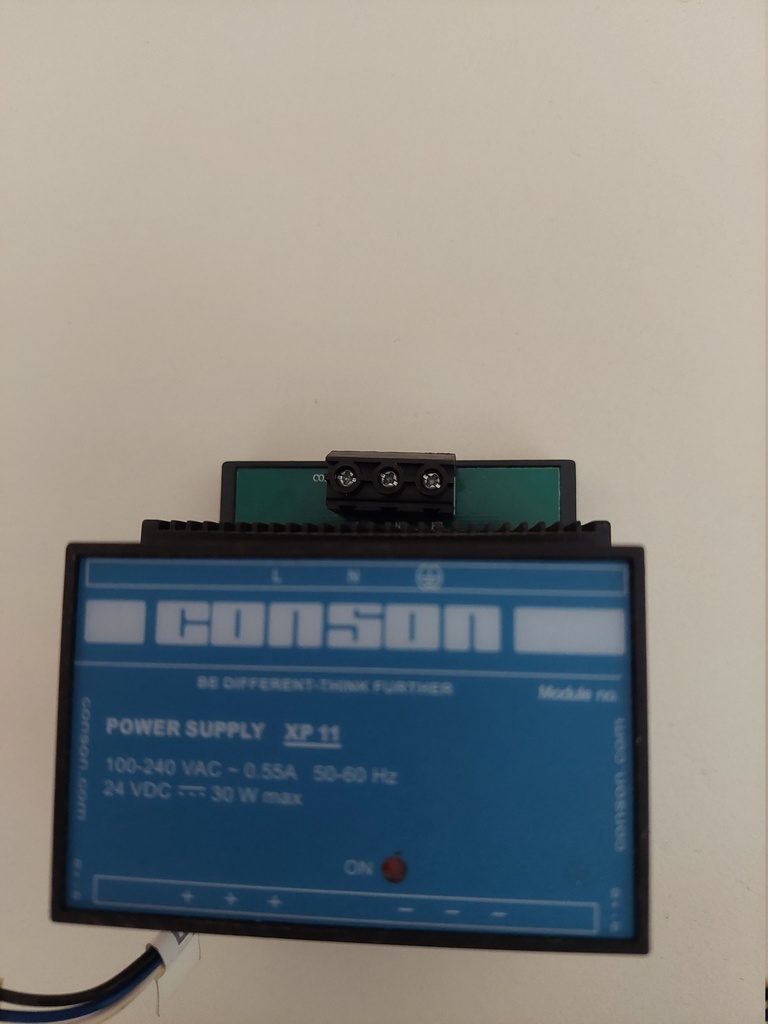 CO
L N
conson
BE DIFFERENT-THINK FURTHER
Module no.
conson.com
conson.com
POWER SUPPLY XP 11
100-240 VAC ~ 0.55A 50-60 Hz
24 VDC ⎓ 30 W max
ON
+ + + - - -